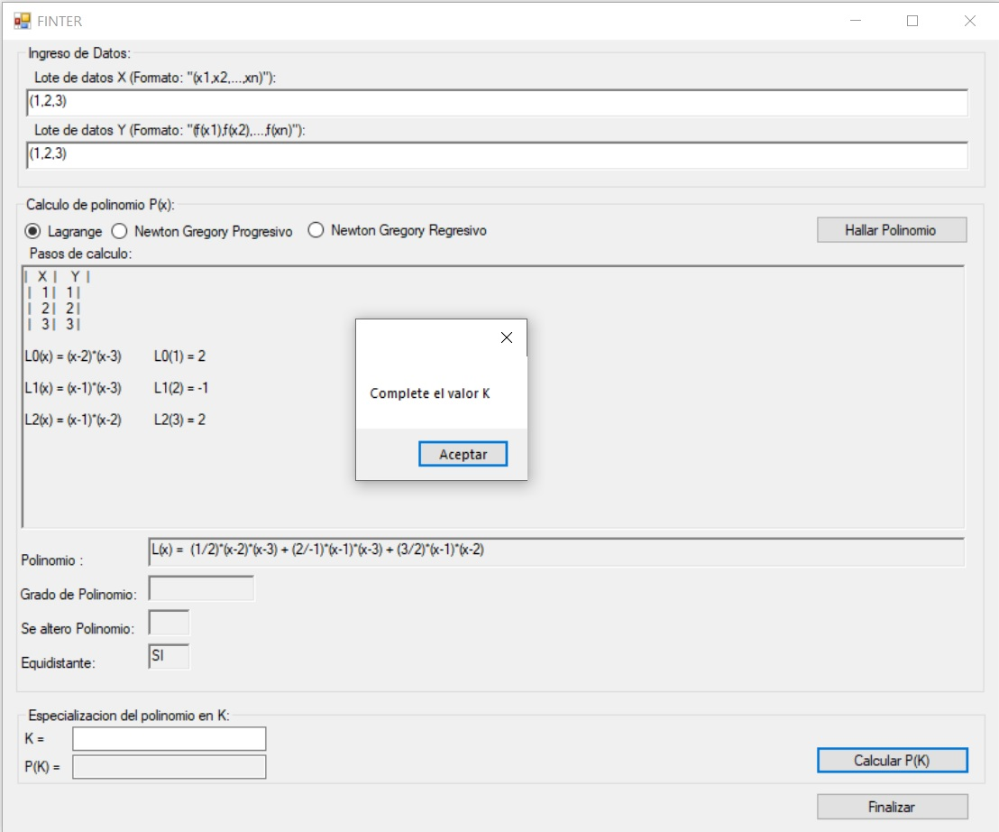 FINTER
Ingreso de Datos:
Lote de datos X (Formato: "(x1,x2,...,xn)"):
(1,2,3)
Lote de datos Y (Formato: "(f(x1),f(x2),...,f(xn)"):
(1,2,3)
Calculo de polinomio P(x):
Lagrange Newton Gregory Progresivo Newton Gregory Regresivo Hallar Polinomio
Pasos de calculo:
| X | Y |
| 1| 1|
| 2| 2|
| 3| 3|
L0(x) = (x-2)*(x-3) L0(1) = 2
L1(x) = (x-1)*(x-3) L1(2) = -1
L2(x) = (x-1)*(x-2) L2(3) = 2
Complete el valor K
Aceptar
Polinomio : L(x) = (1/2)*(x-2)*(x-3) + (2/-1)*(x-1)*(x-3) + (3/2)*(x-1)*(x-2)
Grado de Polinomio:
Se altero Polinomio:
Equidistante: SI
Especializacion del polinomio en K:
K =
P(K) =
Calcular P(K)
Finalizar